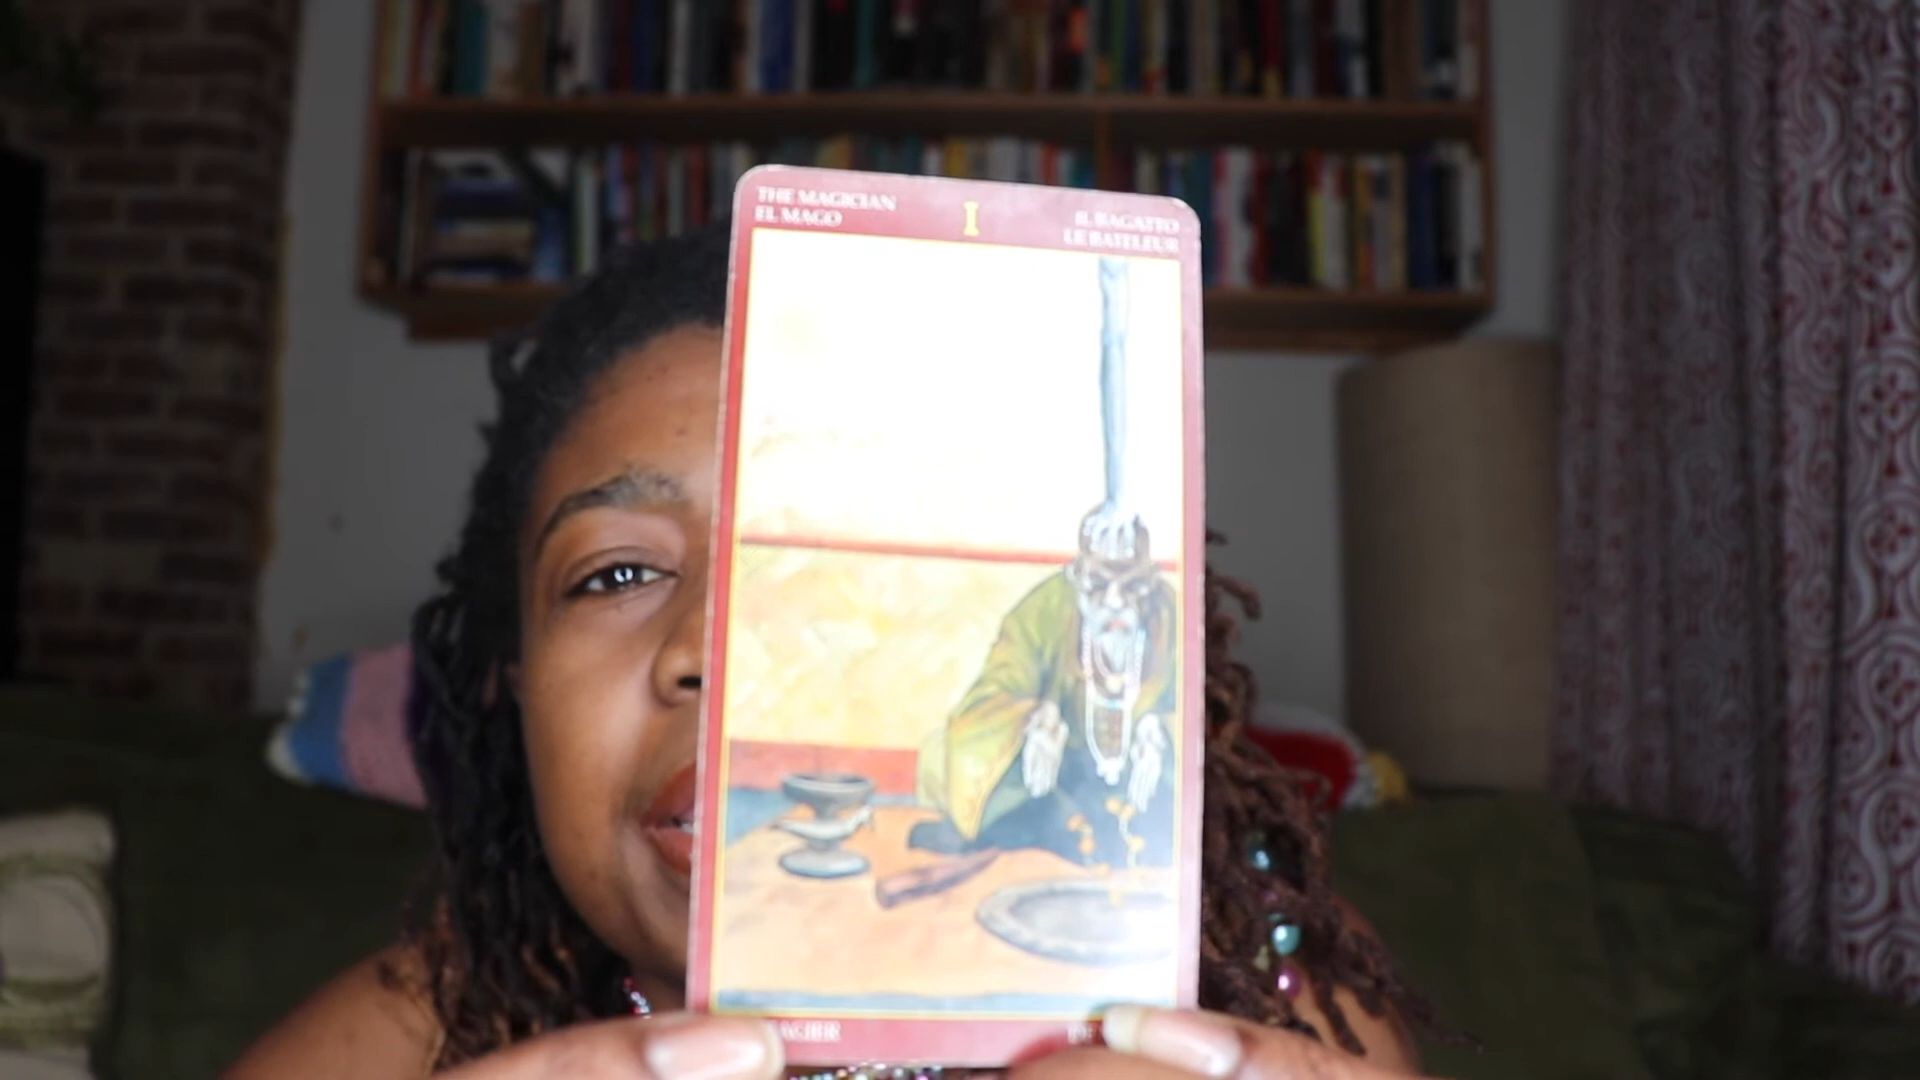 THE MAGICIAN
EL MAGO
I
IL BAGATTO
LE BATELEUR